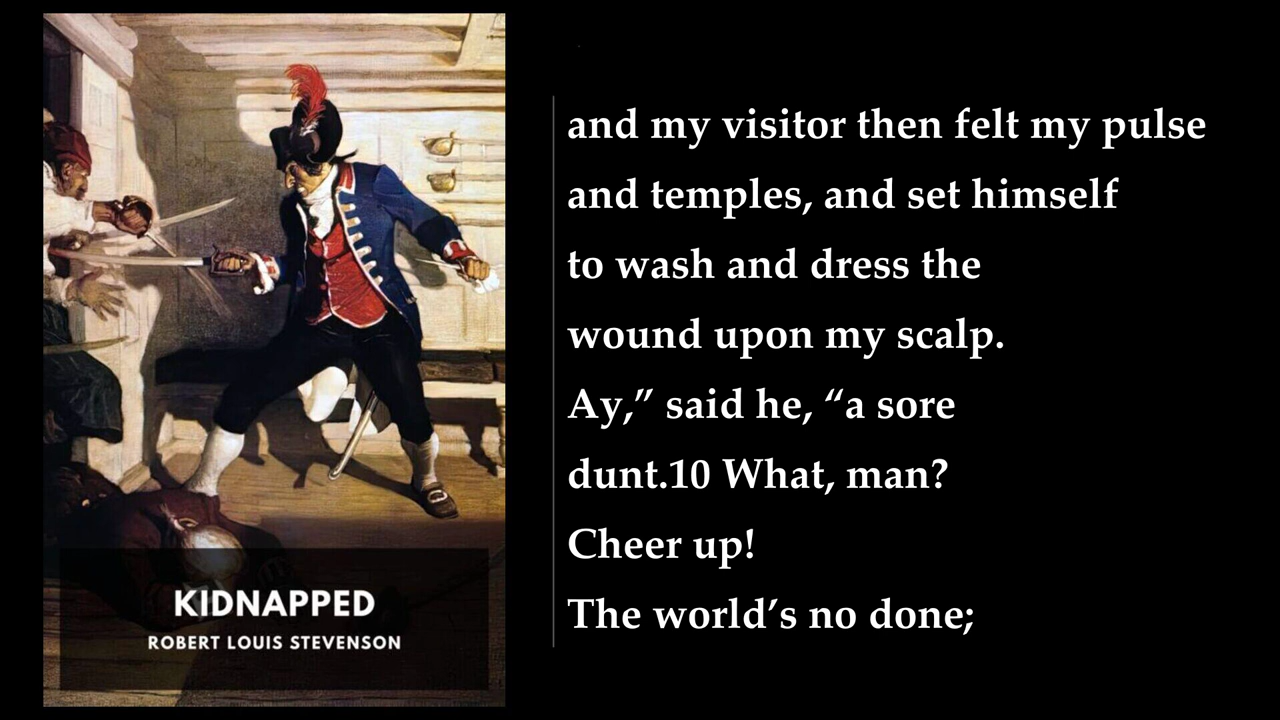 KIDNAPPED
ROBERT LOUIS STEVENSON
and my visitor then felt my pulse
and temples, and set himself
to wash and dress the
wound upon my scalp.
Ay,” said he, “a sore
dunt.10 What, man?
Cheer up!
The world’s no done;